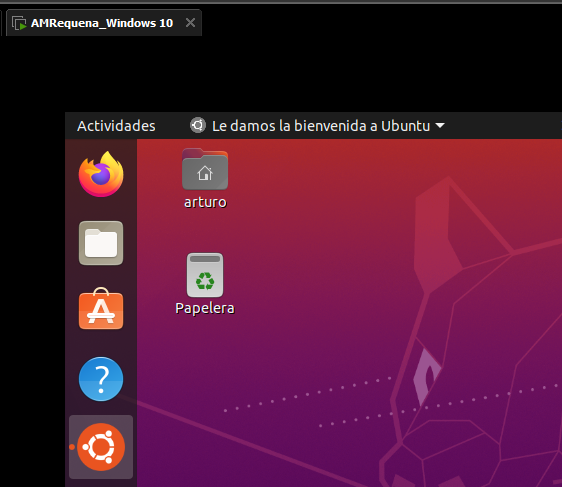 AMRequena_Windows 10
Actividades
Le damos la bienvenida a Ubuntu
arturo
Papelera